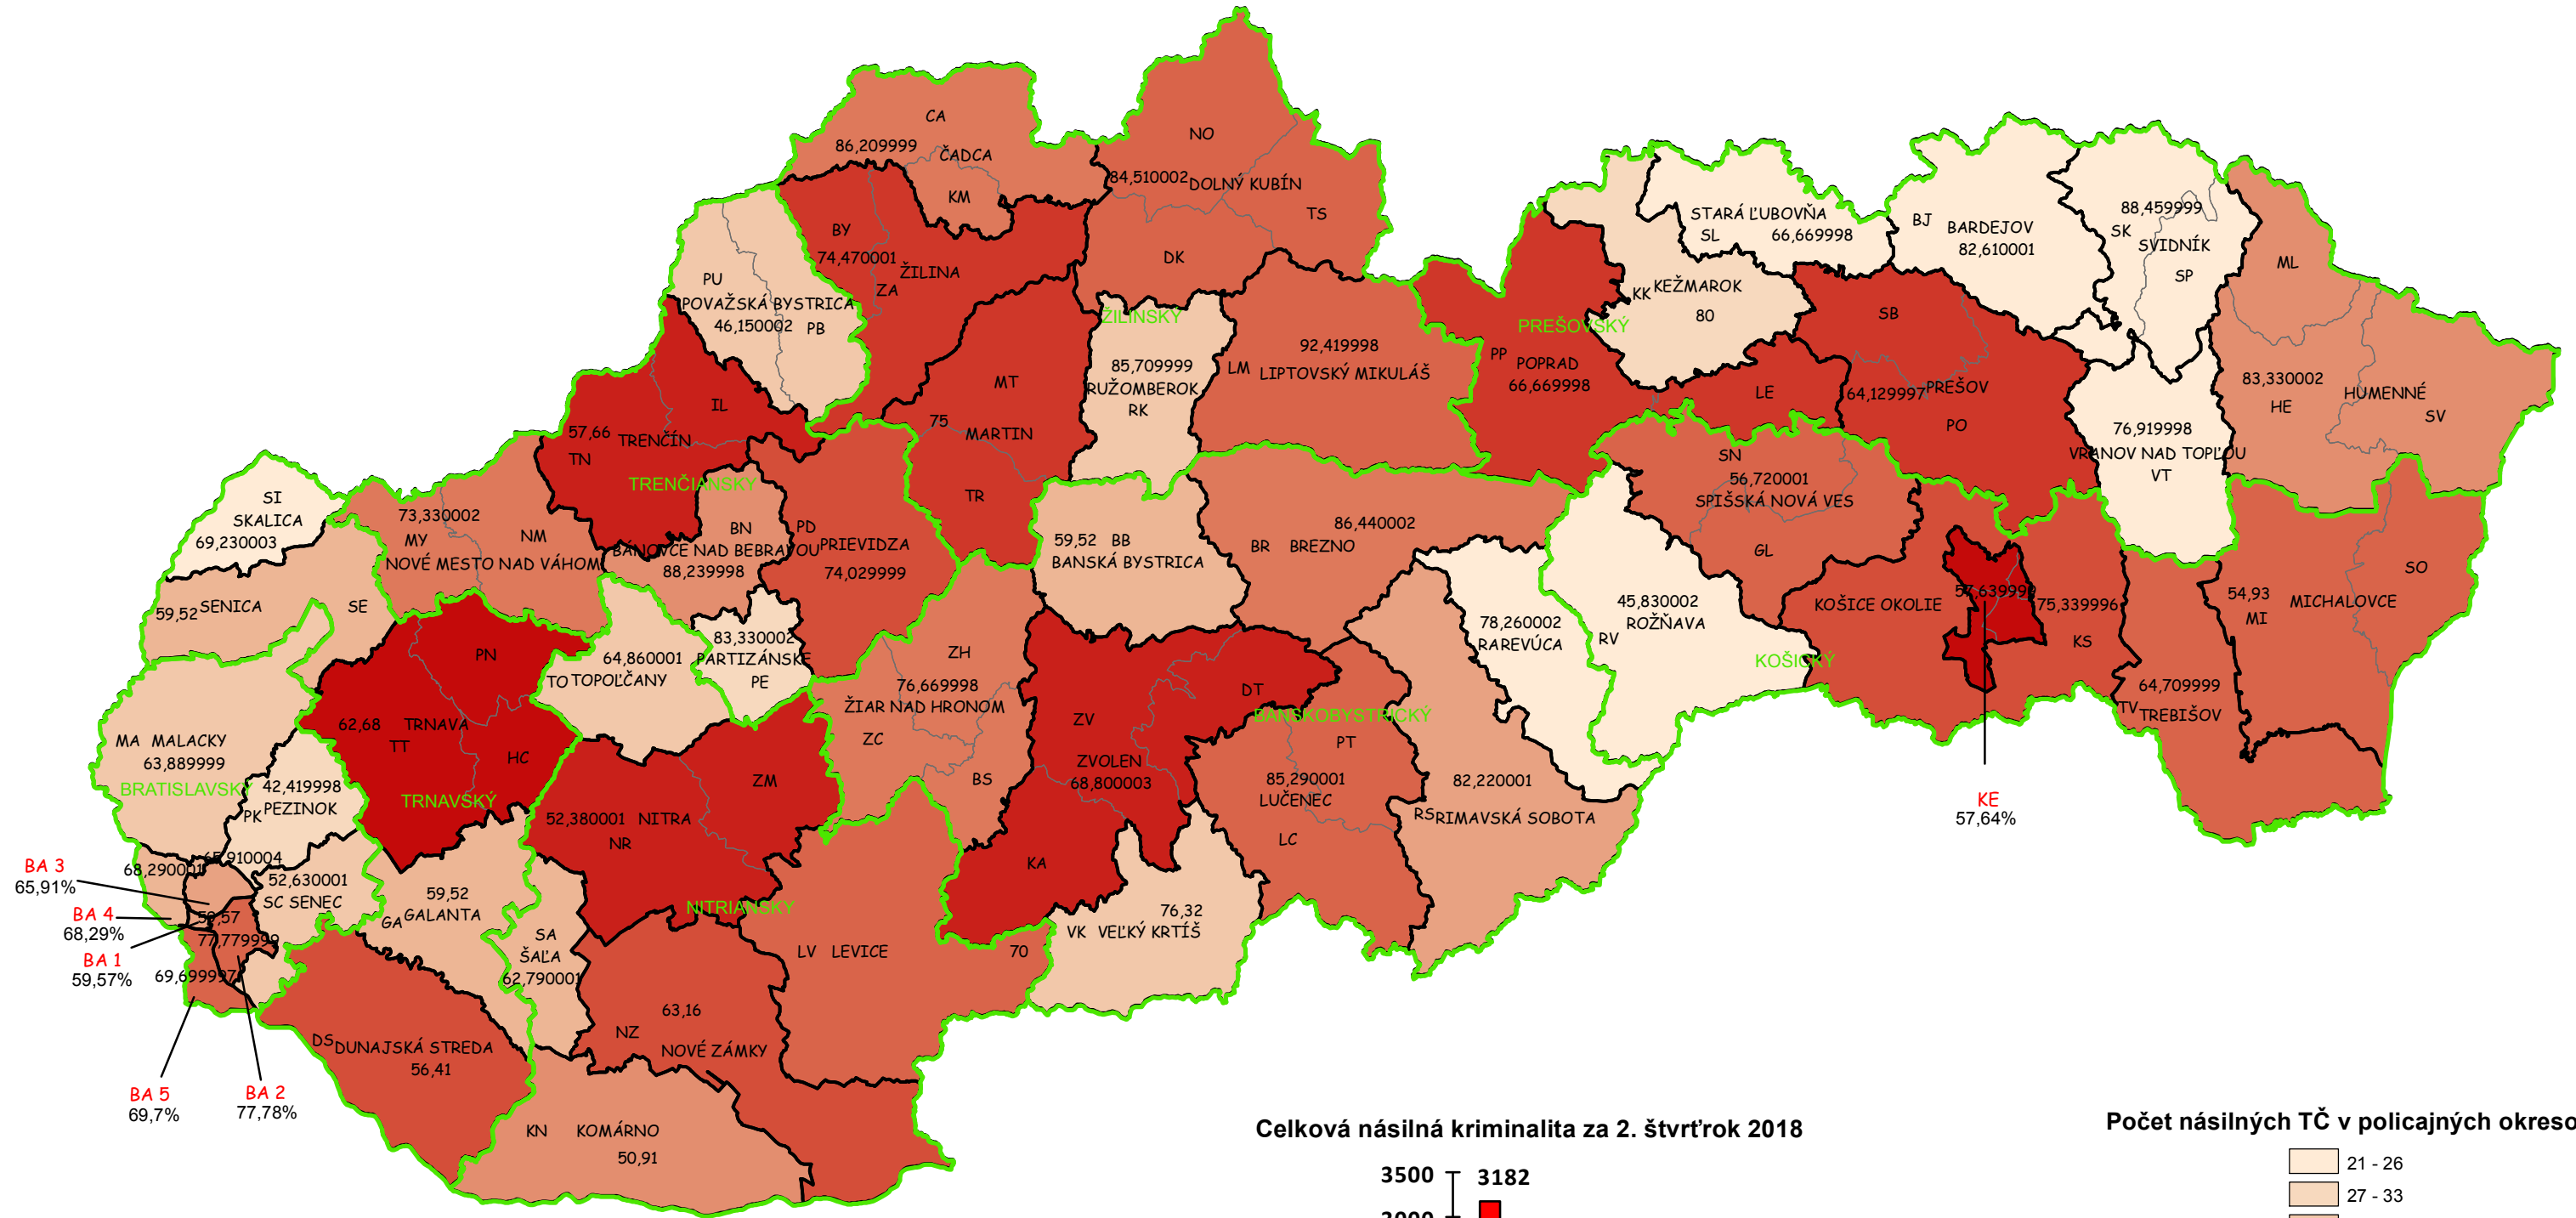 CA
86,209999
ČADCA
KM
NO
84,510002
DOLNÝ KUBÍN
TS
DK
BY
74,470001
ŽILINA
ZA
PU
POVAŽSKÁ BYSTRICA
46,150002
PB
ŽILINSKÝ
85,709999
RUŽOMBEROK
RK
92,419998
LM LIPTOVSKÝ MIKULÁŠ
MT
75
MARTIN
TR
IL
57,66
TRENČÍN
TN
TRENČIANSKY
STARÁ ĽUBOVŇA
SL
66,669998
BJ
BARDEJOV
82,610001
88,459999
SK
SVIDNÍK
SP
ML
KK
KEŽMAROK
80
PREŠOVSKÝ
PP
POPRAD
66,669998
LE
SB
64,129997
PREŠOV
PO
83,330002
HUMENNÉ
HE
SV
76,919998
VRANOV NAD TOPĽOU
VT
SI
SKALICA
69,230003
59,52
SENICA
SE
73,330002
MY
NM
NOVÉ MESTO NAD VÁHOM
BN
BÁNOVCE NAD BEBRAVOU
88,239998
PD
PRIEVIDZA
74,029999
59,52 BB
BANSKÁ BYSTRICA
86,440002
BR BREZNO
SN
56,720001
SPIŠSKÁ NOVÁ VES
GL
78,260002
RAREVÚCA
45,830002
ROŽŇAVA
RV
KOŠICKÝ
KOŠICE OKOLIE
75,339996
KS
54,93
MI
MICHALOVCE
SO
64,709999
TV
TREBIŠOV
KE
57,64%
PN
62,68
TRNAVA
TT
HC
TRNAVSKÝ
64,860001
TO TOPOĽČANY
83,330002
PARTIZÁNSKE
PE
ZH
76,669998
ŽIAR NAD HRONOM
ZC
BS
DT
ZV
ZVOLEN
68,800003
KA
BANSKOBYSTRICKÝ
PT
85,290001
LUČENEC
LC
82,220001
RS
RIMAVSKÁ SOBOTA
MA MALACKY
63,889999
BRATISLAVSKÝ
42,419998
PK
PEZINOK
ZM
52,380001 NITRA
NR
NITRIANSKY
68,290001
65,910004
52,630001
SC SENEC
59,57
77,779999
69,699997
BA 3
65,91%
BA 4
68,29%
BA 1
59,57%
BA 5
69,7%
BA 2
77,78%
59,52
GALANTA
GA
SA
ŠAĽA
62,790001
LV LEVICE
70
76,32
VK VEĽKÝ KRTÍŠ
DS
DUNAJSKÁ STREDA
56,41
63,16
NZ
NOVÉ ZÁMKY
KN KOMÁRNO
50,91
Celková násilná kriminalita za 2. štvrťrok 2018
3500
3182
Počet násilných TČ v policajných okreso
21 - 26
27 - 33